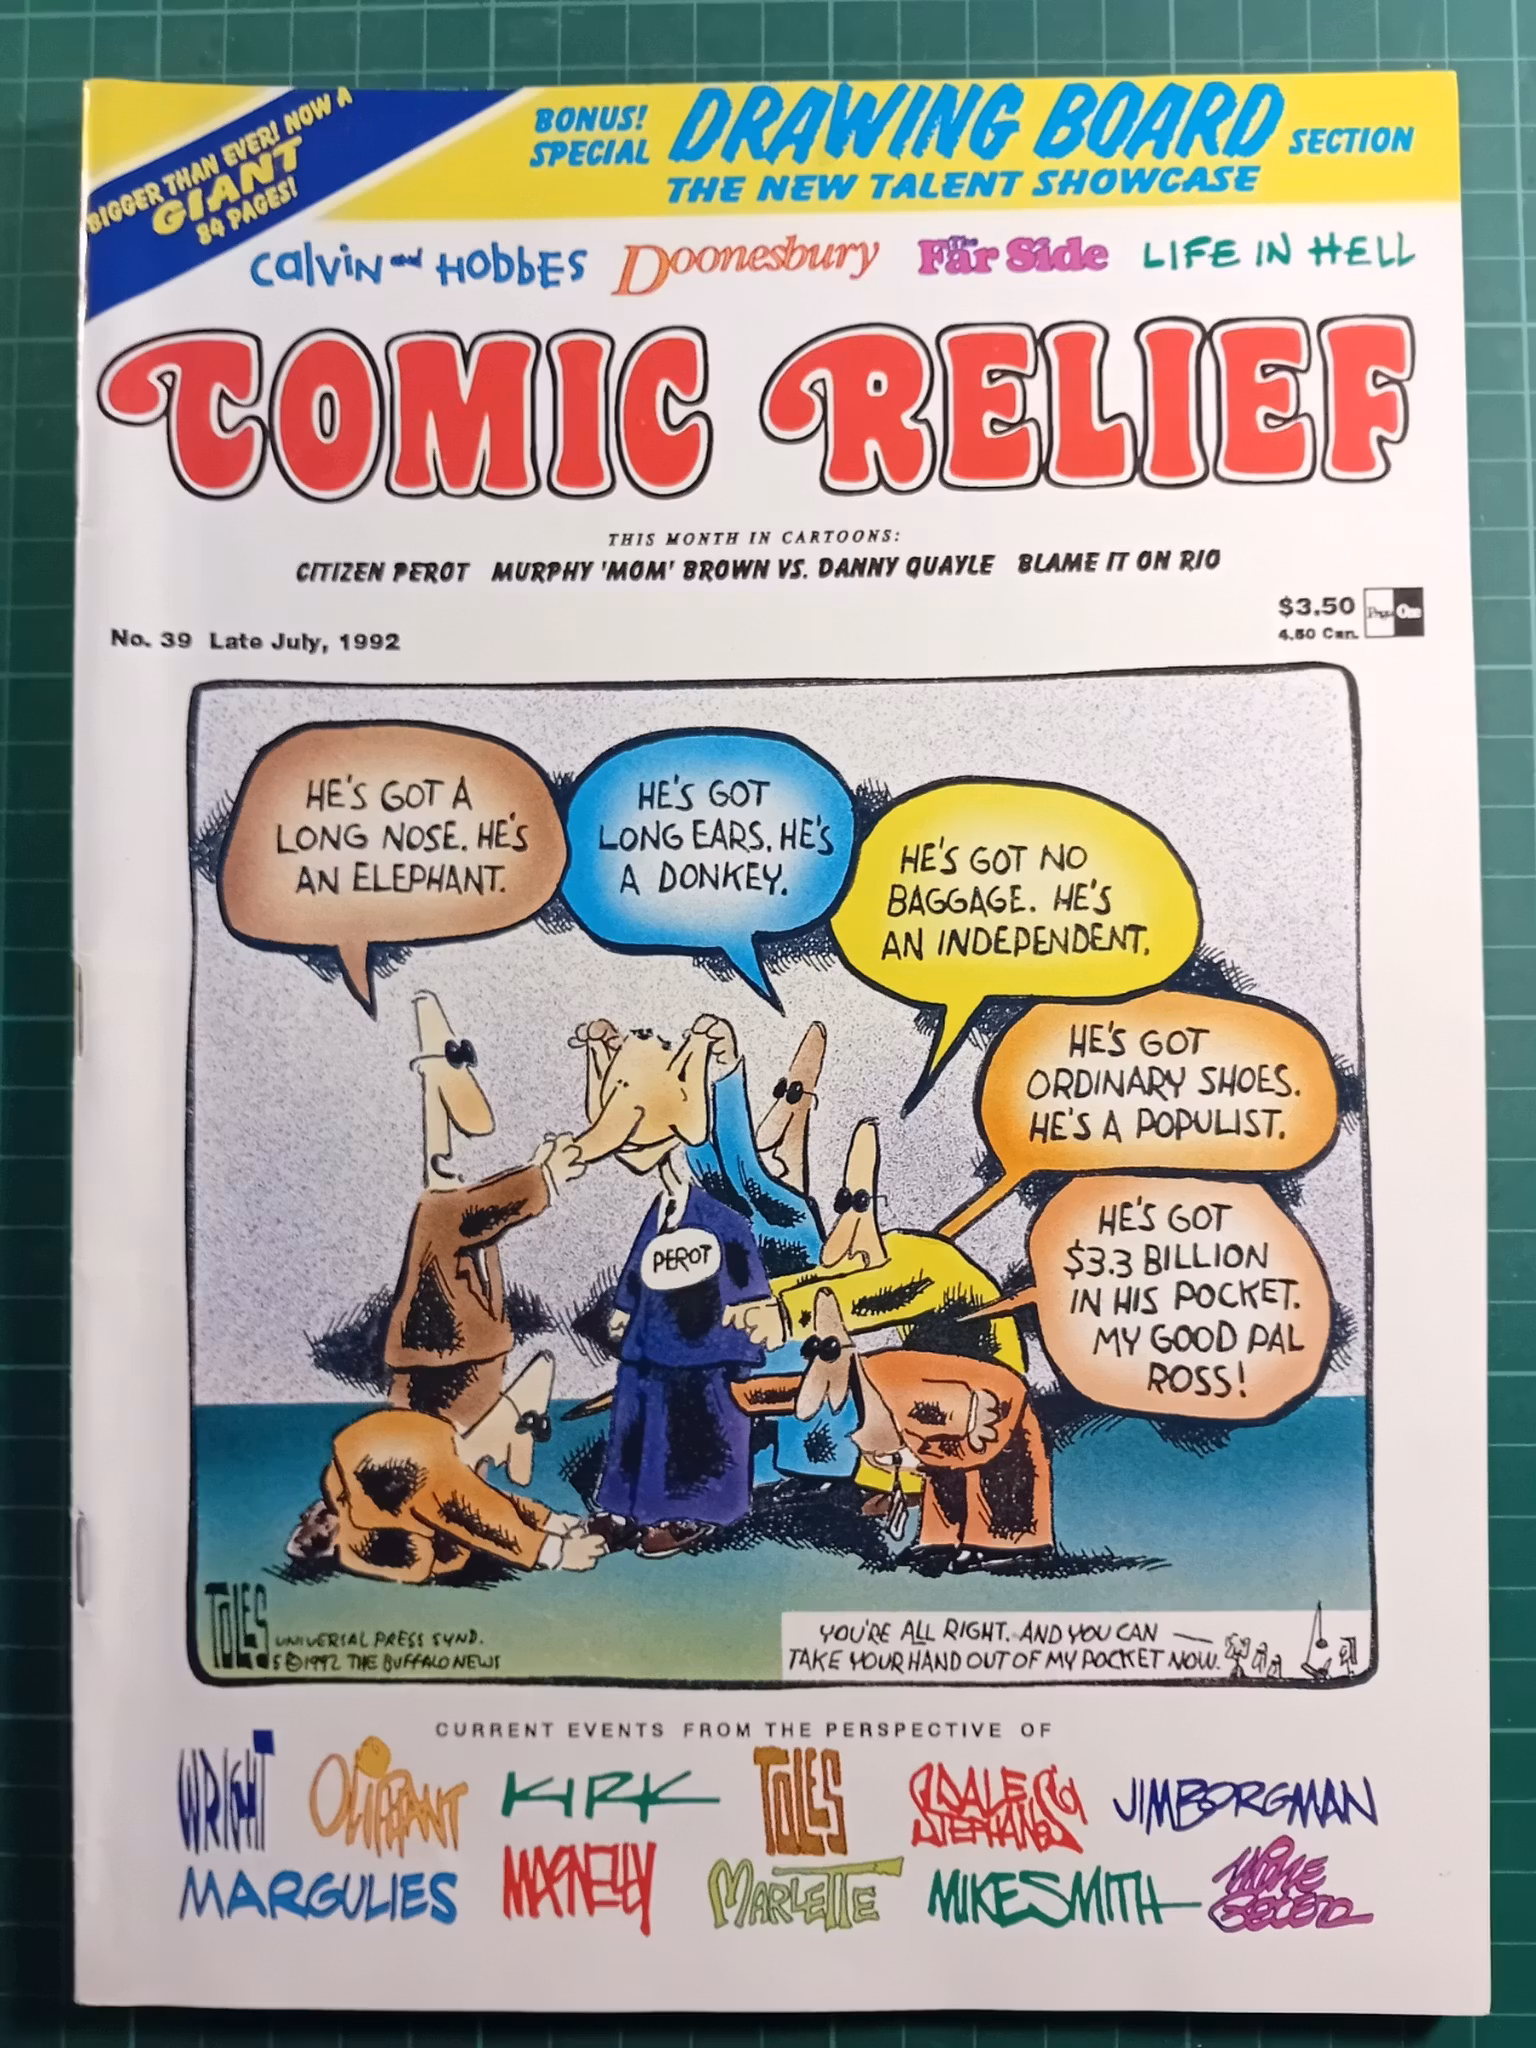 BIGGER THAN EVER! NOW A
GIANT
84 PAGES!
BONUS!
SPECIAL
DRAWING BOARD
SECTION
THE NEW TALENT SHOWCASE
Calvin and Hobbes
Doonesbury
The Far Side
LIFE IN HELL
COMIC RELIEF
THIS MONTH IN CARTOONS:
CITIZEN PEROT MURPHY 'MOM' BROWN VS. DANNY QUAYLE BLAME IT ON RIO
No. 39 Late July, 1992
$3.50
4.50 Can.
Page One
HE'S GOT A
LONG NOSE. HE'S
AN ELEPHANT.
HE'S GOT
LONG EARS. HE'S
A DONKEY.
HE'S GOT NO
BAGGAGE. HE'S
AN INDEPENDENT.
HE'S GOT
ORDINARY SHOES.
HE'S A POPULIST.
HE'S GOT
$3.3 BILLION
IN HIS POCKET.
MY GOOD PAL
ROSS!
PEROT
TOLES
UNIVERSAL PRESS SYND.
©1992 THE BUFFALO NEWS
YOU'RE ALL RIGHT. AND YOU CAN
TAKE YOUR HAND OUT OF MY POCKET NOW.
CURRENT EVENTS FROM THE PERSPECTIVE OF
WRIGHT
OLIPHANT
KIRK
TOLES
DALE
STEPHANOS
JIM BORGMAN
MARGULIES
MACNELLY
MARLETTE
MIKE SMITH
MIKE